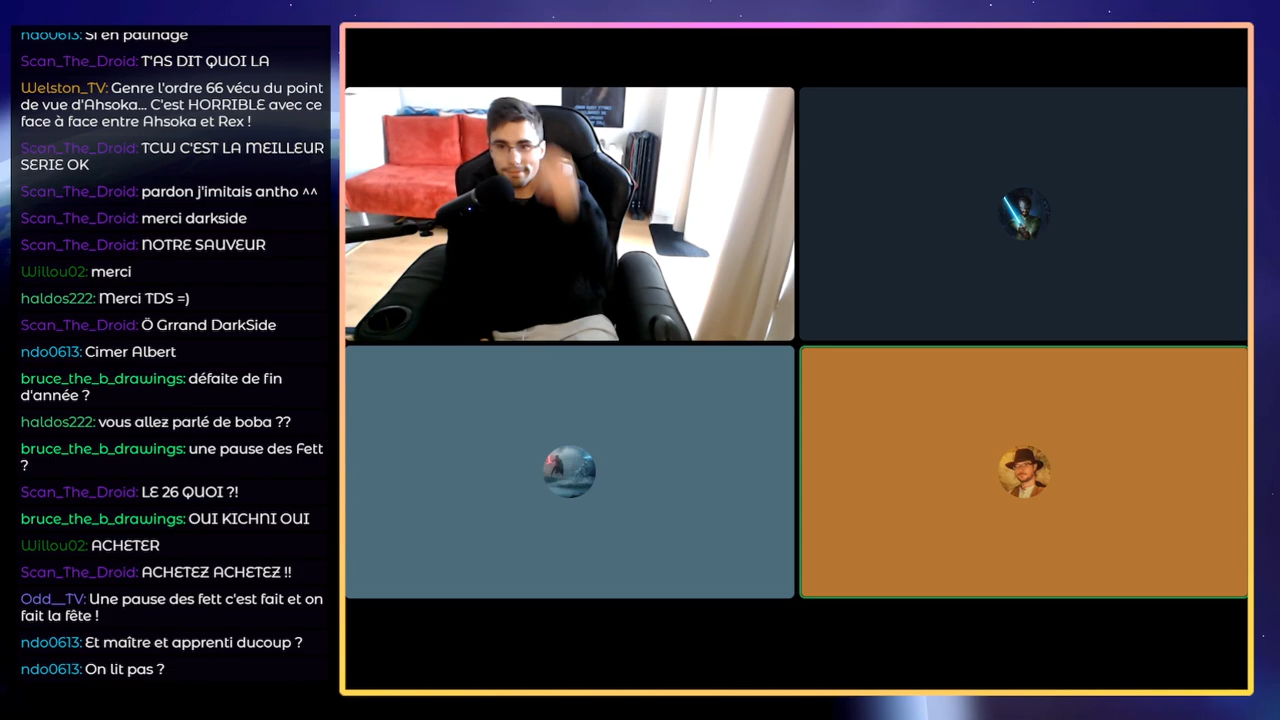 ndo0613: Si en patinage
Scan_The_Droid: T'AS DIT QUOI LA
Welston_TV: Genre l'ordre 66 vécu du point
de vue d'Ahsoka... C'est HORRIBLE avec ce
face à face entre Ahsoka et Rex !
Scan_The_Droid: TCW C'EST LA MEILLEUR
SERIE OK
Scan_The_Droid: pardon j'imitais antho ^^
Scan_The_Droid: merci darkside
Scan_The_Droid: NOTRE SAUVEUR
Willou02: merci
haldos222: Merci TDS =)
Scan_The_Droid: Ô Grrand DarkSide
ndo0613: Cimer Albert
bruce_the_b_drawings: défaite de fin
d'année ?
haldos222: vous allez parlé de boba ??
bruce_the_b_drawings: une pause des Fett
?
Scan_The_Droid: LE 26 QUOI ?!
bruce_the_b_drawings: OUI KICHNI OUI
Willou02: ACHETER
Scan_The_Droid: ACHETEZ ACHETEZ !!
Odd__TV: Une pause des fett c'est fait et on
fait la fête !
ndo0613: Et maître et apprenti ducoup ?
ndo0613: On lit pas ?